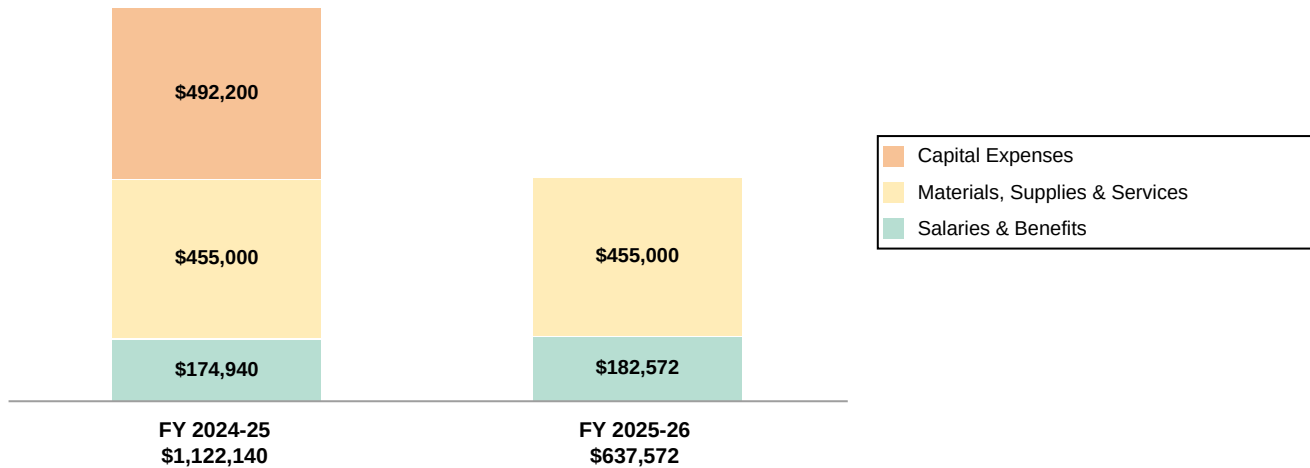 $492,200
$455,000
$174,940
$455,000
$182,572
FY 2024-25
$1,122,140
FY 2025-26
$637,572
Capital Expenses
Materials, Supplies & Services
Salaries & Benefits